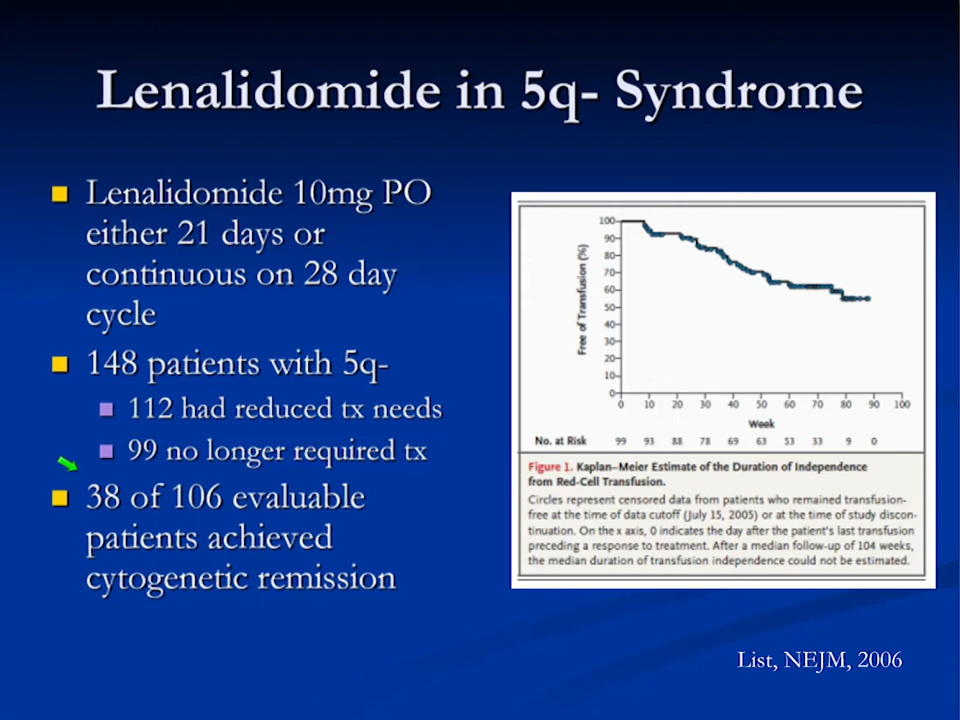 Lenalidomide in 5q- Syndrome
Lenalidomide 10mg PO
either 21 days or
continuous on 28 day
cycle
148 patients with 5q-
112 had reduced tx needs
99 no longer required tx
38 of 106 evaluable
patients achieved
cytogenetic remission
Free of Transfusion (%)
100
90
80
70
60
50
40
30
20
10
0
0 10 20 30 40 50 60 70 80 90 100
Week
No. at Risk 99 93 88 78 69 63 53 33 9 0
Figure 1. Kaplan–Meier Estimate of the Duration of Independence
from Red-Cell Transfusion.
Circles represent censored data from patients who remained transfusion-
free at the time of data cutoff (July 15, 2005) or at the time of study discon-
tinuation. On the x axis, 0 indicates the day after the patient's last transfusion
preceding a response to treatment. After a median follow-up of 104 weeks,
the median duration of transfusion independence could not be estimated.
List, NEJM, 2006